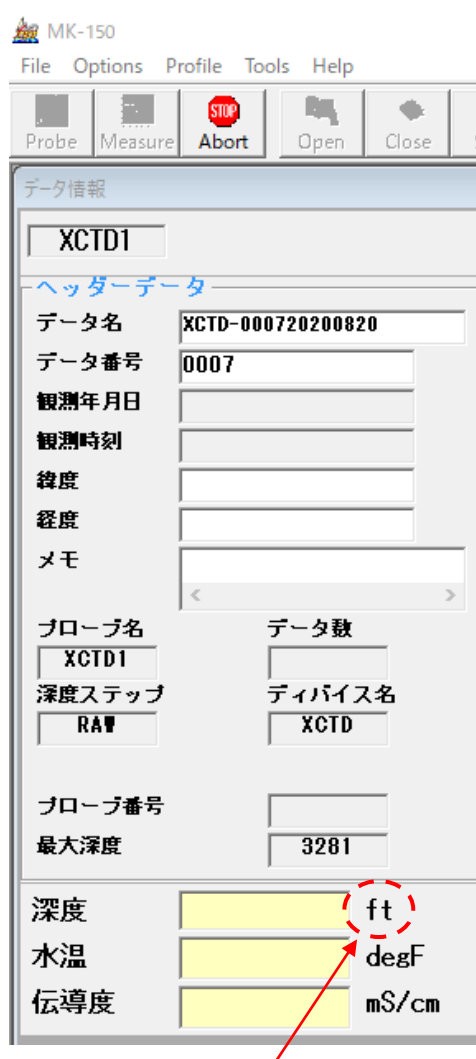 MK-150
File Options Profile Tools Help
STOP
Probe Measure Abort Open Close
データ情報
XCTD1
ヘッダーデータ
データ名 XCTD-000720200820
データ番号 0007
観測年月日
観測時刻
緯度
経度
メモ
プローブ名 データ数
XCTD1
深度ステップ ディバイス名
RAW XCTD
プローブ番号
最大深度 3281
深度 ft
水温 degF
伝導度 mS/cm